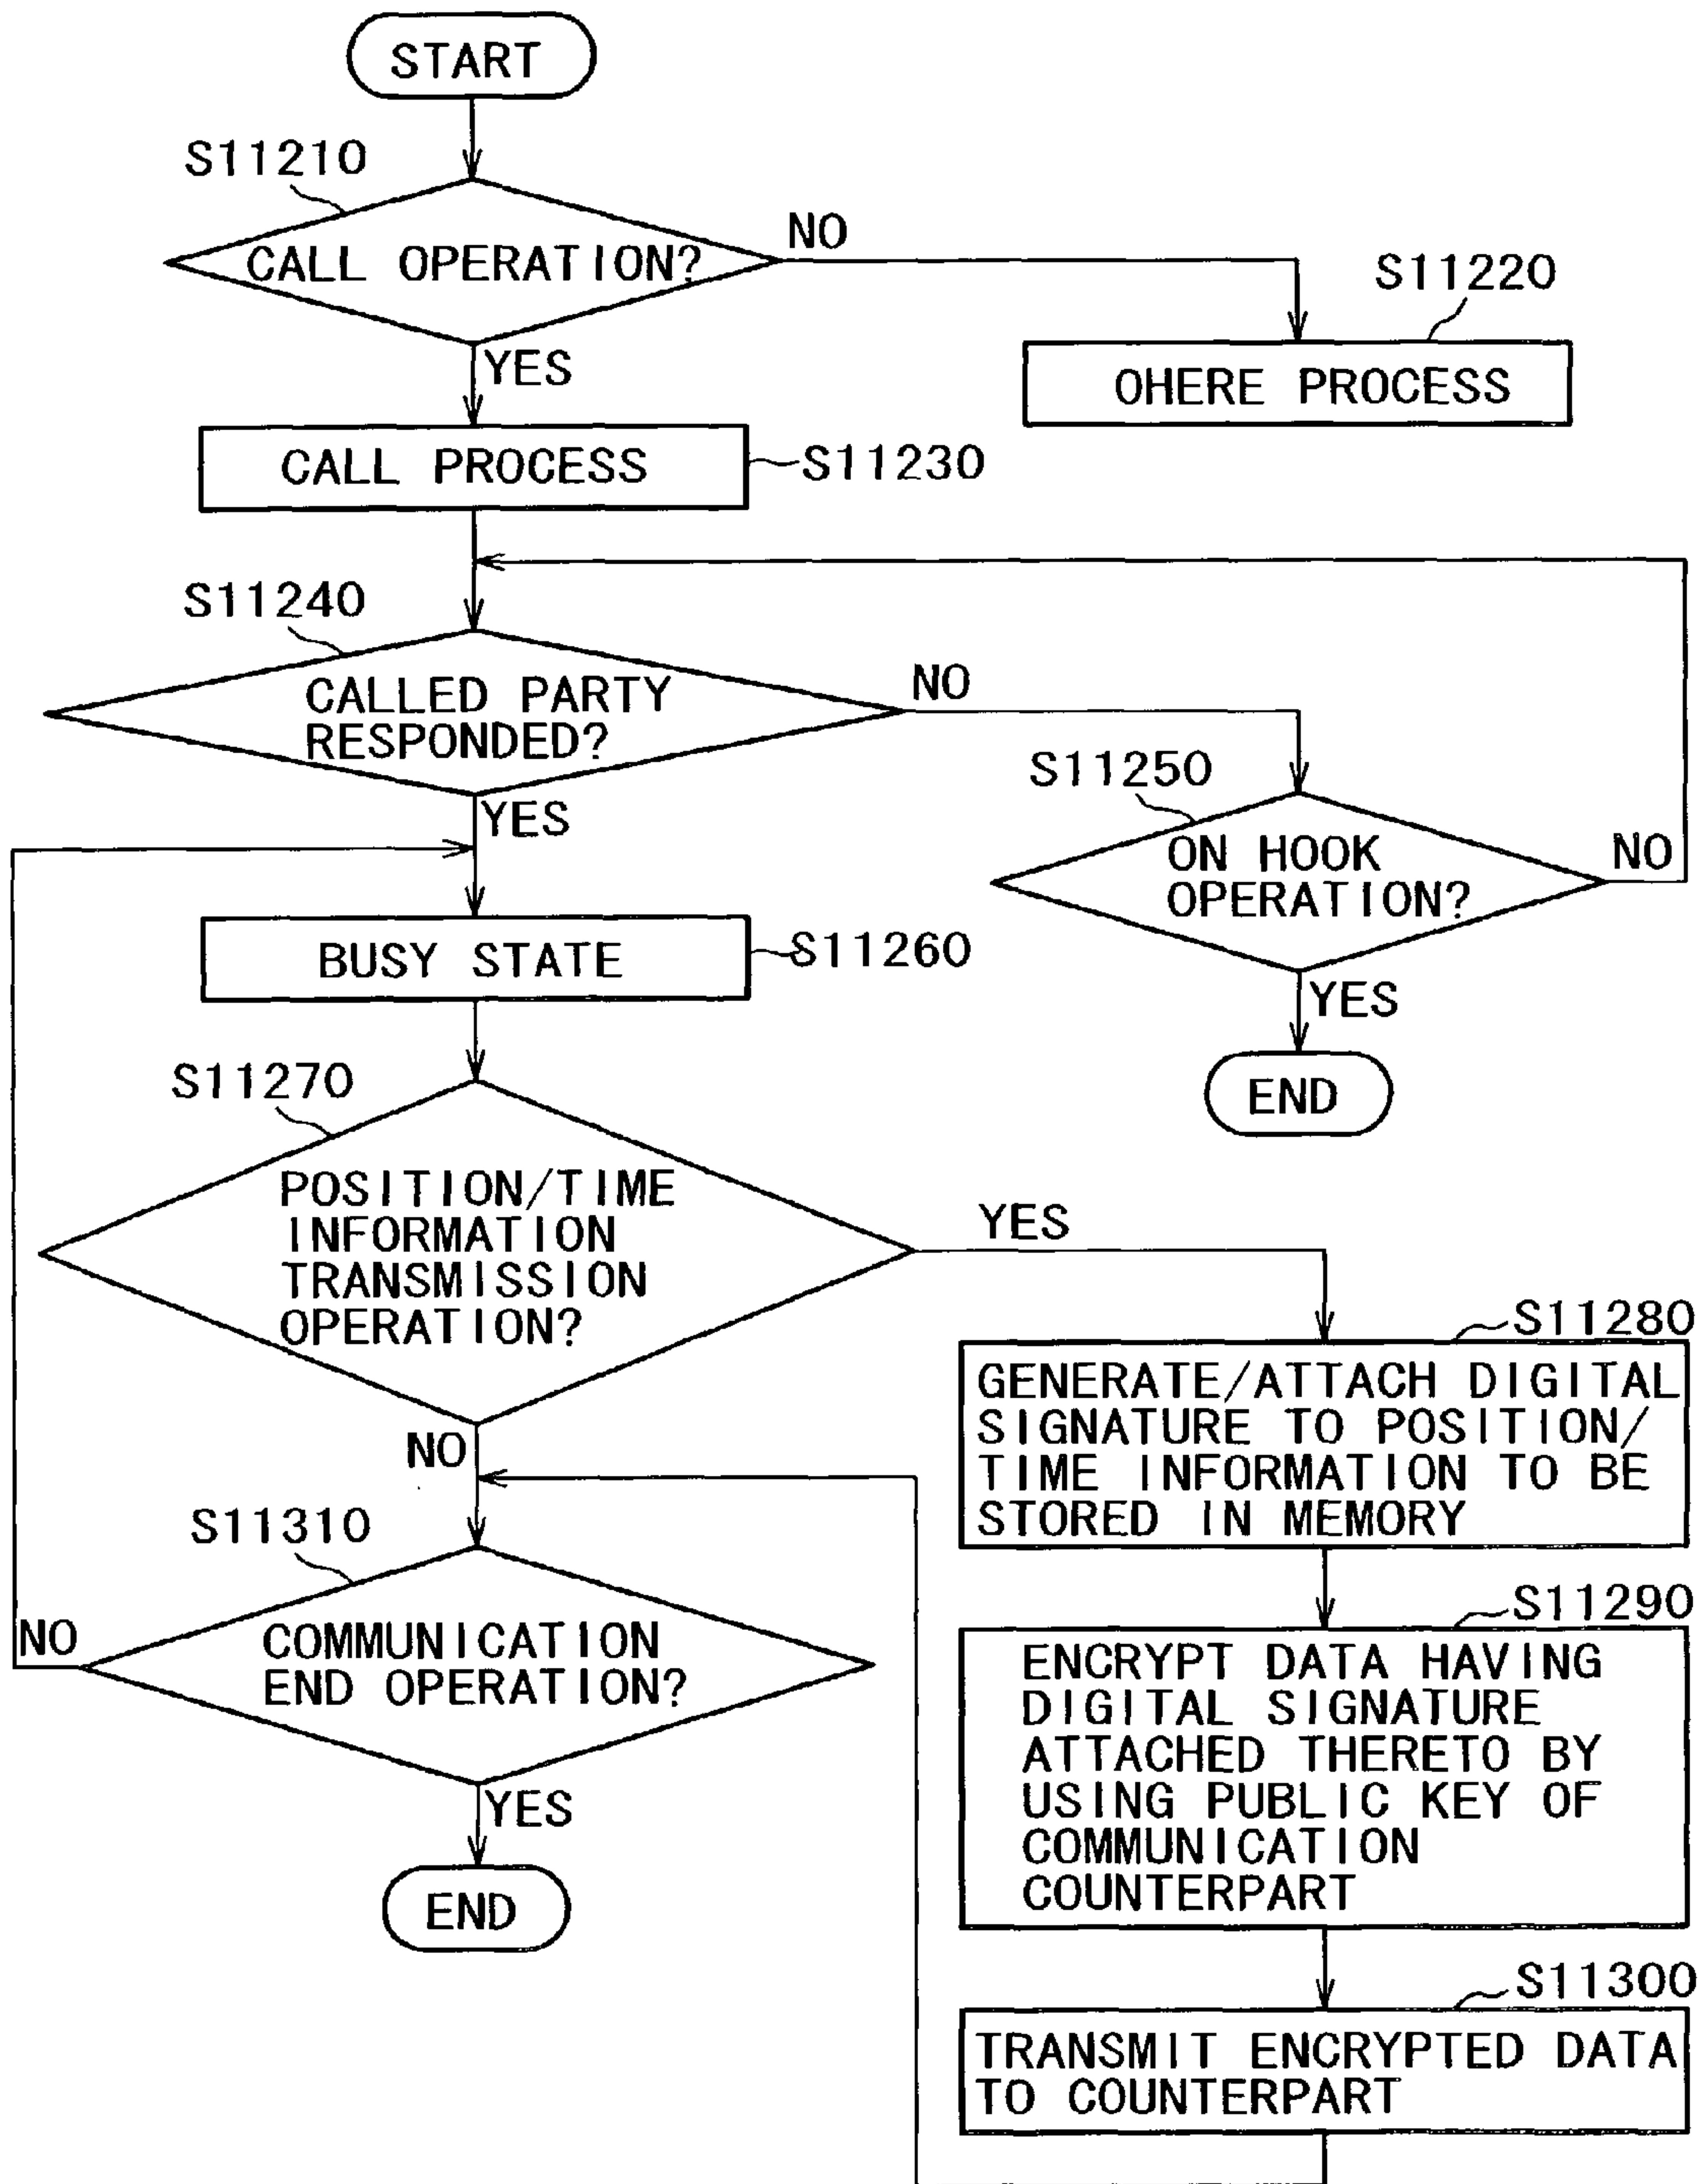 START
S11210
CALL OPERATION?
NO
S11220
YES
OHERE PROCESS
CALL PROCESS
S11230
S11240
CALLED PARTY
RESPONDED?
NO
S11250
YES
ON HOOK
OPERATION?
NO
BUSY STATE
S11260
YES
END
S11270
POSITION/TIME
INFORMATION
TRANSMISSION
OPERATION?
YES
S11280
GENERATE/ATTACH DIGITAL
SIGNATURE TO POSITION/
TIME INFORMATION TO BE
STORED IN MEMORY
NO
S11310
COMMUNICATION
END OPERATION?
NO
YES
END
S11290
ENCRYPT DATA HAVING
DIGITAL SIGNATURE
ATTACHED THERETO BY
USING PUBLIC KEY OF
COMMUNICATION
COUNTERPART
S11300
TRANSMIT ENCRYPTED DATA
TO COUNTERPART